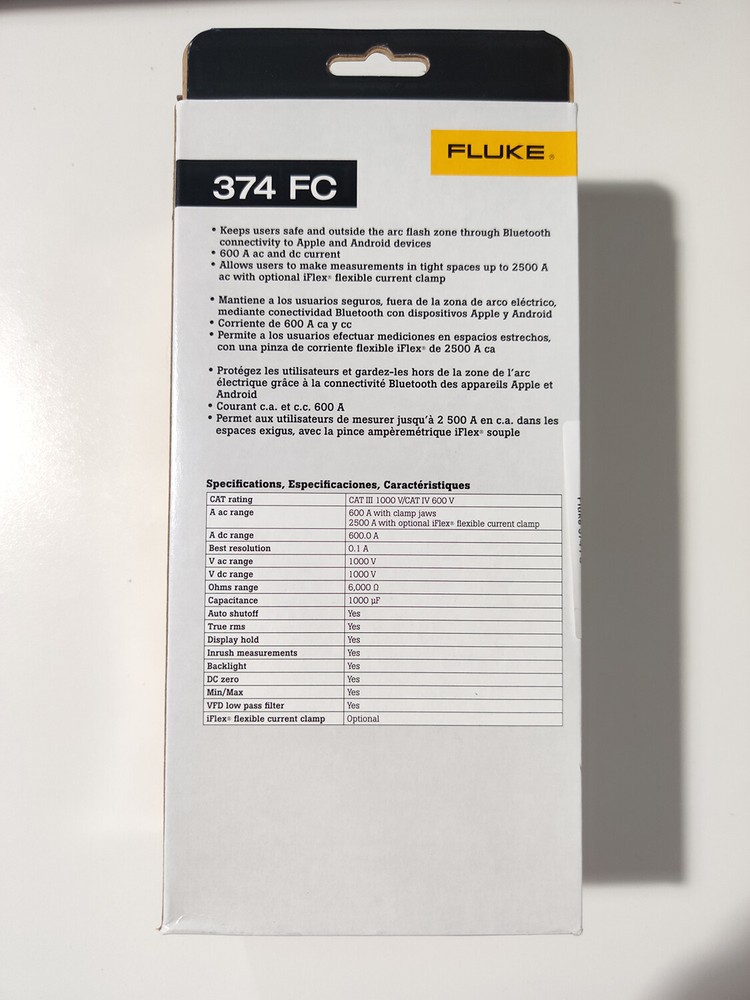 FLUKE®
374 FC
• Keeps users safe and outside the arc flash zone through Bluetooth
connectivity to Apple and Android devices
• 600 A ac and dc current
• Allows users to make measurements in tight spaces up to 2500 A
ac with optional iFlex® flexible current clamp
• Mantiene a los usuarios seguros, fuera de la zona de arco eléctrico,
mediante conectividad Bluetooth con dispositivos Apple y Android
• Corriente de 600 A ca y cc
• Permite a los usuarios efectuar mediciones en espacios estrechos,
con una pinza de corriente flexible iFlex® de 2500 A ca
• Protégez les utilisateurs et gardez-les hors de la zone de l'arc
électrique grâce à la connectivité Bluetooth des appareils Apple et
Android
• Courant c.a. et c.c. 600 A
• Permet aux utilisateurs de mesurer jusqu'à 2 500 A en c.a. dans les
espaces exigus, avec la pince ampèremétrique iFlex® souple
Specifications, Especificaciones, Caractéristiques
CAT rating CAT III 1000 V/CAT IV 600 V
A ac range 600 A with clamp jaws
2500 A with optional iFlex® flexible current clamp
A dc range 600.0 A
Best resolution 0.1 A
V ac range 1000 V
V dc range 1000 V
Ohms range 6,000 Ω
Capacitance 1000 µF
Auto shutoff Yes
True rms Yes
Display hold Yes
Inrush measurements Yes
Backlight Yes
DC zero Yes
Min/Max Yes
VFD low pass filter Yes
iFlex® flexible current clamp Optional